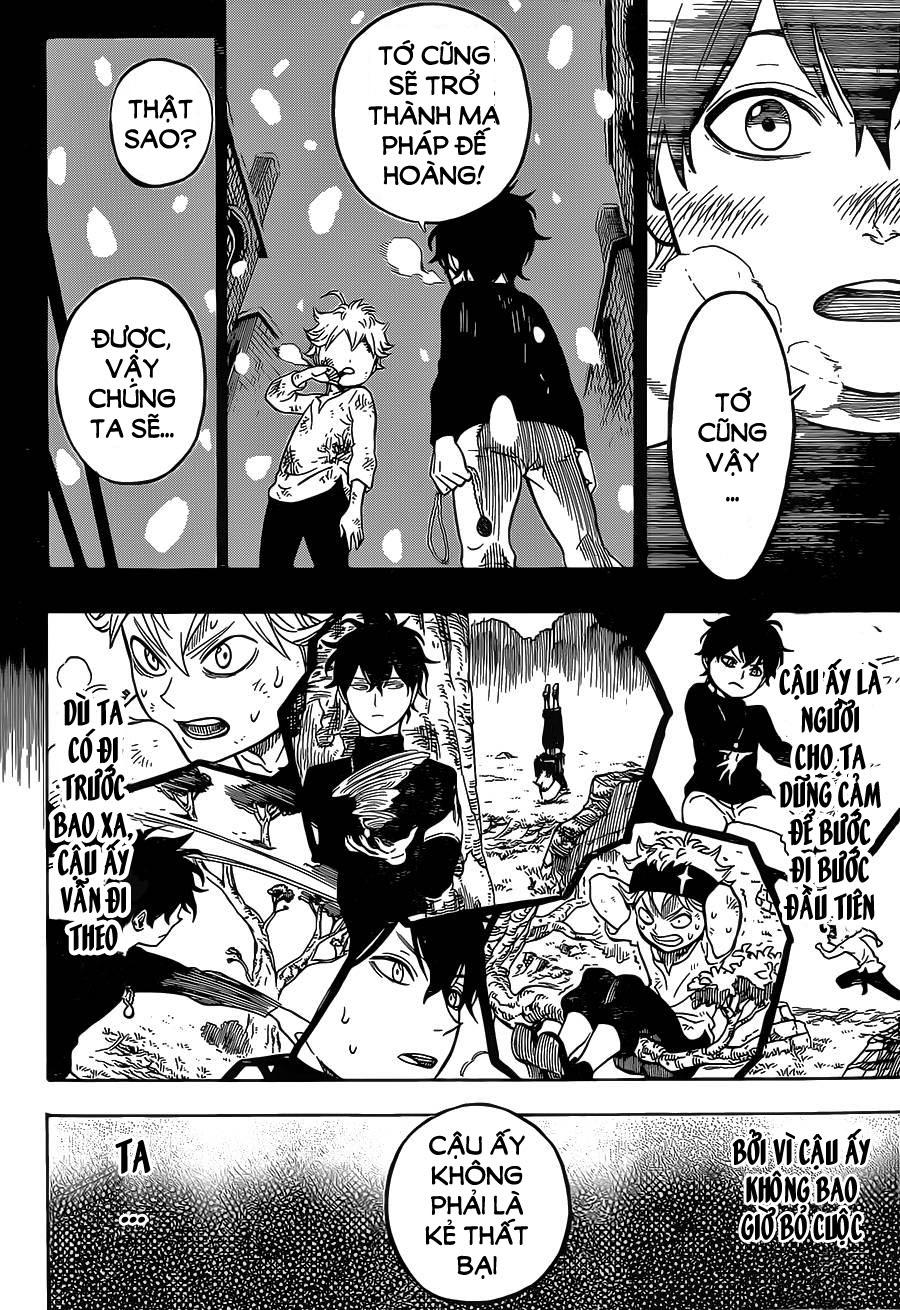 TỚ
CŨNG
VẬY
...
TỚ CŨNG
SẼ TRỞ
THÀNH MA
PHÁP ĐẾ
HOÀNG!
THẬT
SAO?
ĐƯỢC,
VẬY
CHÚNG
TA SẼ...
CẬU ẤY LÀ
NGƯỜI
CHO TA
DŨNG CẢM
ĐỂ BƯỚC
ĐI BƯỚC
ĐẦU TIÊN
DÙ TA
CÓ ĐI
TRƯỚC
BAO XA,
CẬU ẤY
VẪN ĐI
THEO
BỞI VÌ CẬU ẤY
KHÔNG BAO
GIỜ BỎ CUỘC
CẬU ẤY
KHÔNG
PHẢI LÀ
KẺ THẤT
BẠI
TA
...